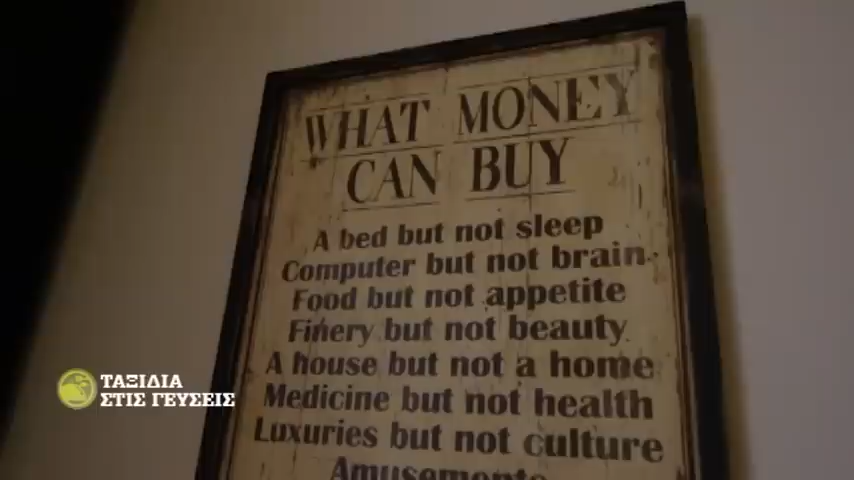 WHAT MONEY
CAN BUY
A bed but not sleep
Computer but not brain
Food but not appetite
Finery but not beauty
A house but not a home
Medicine but not health
Luxuries but not culture
Amusements
ΤΑΞΙΔΙΑ
ΣΤΙΣ ΓΕΥΣΕΙΣ